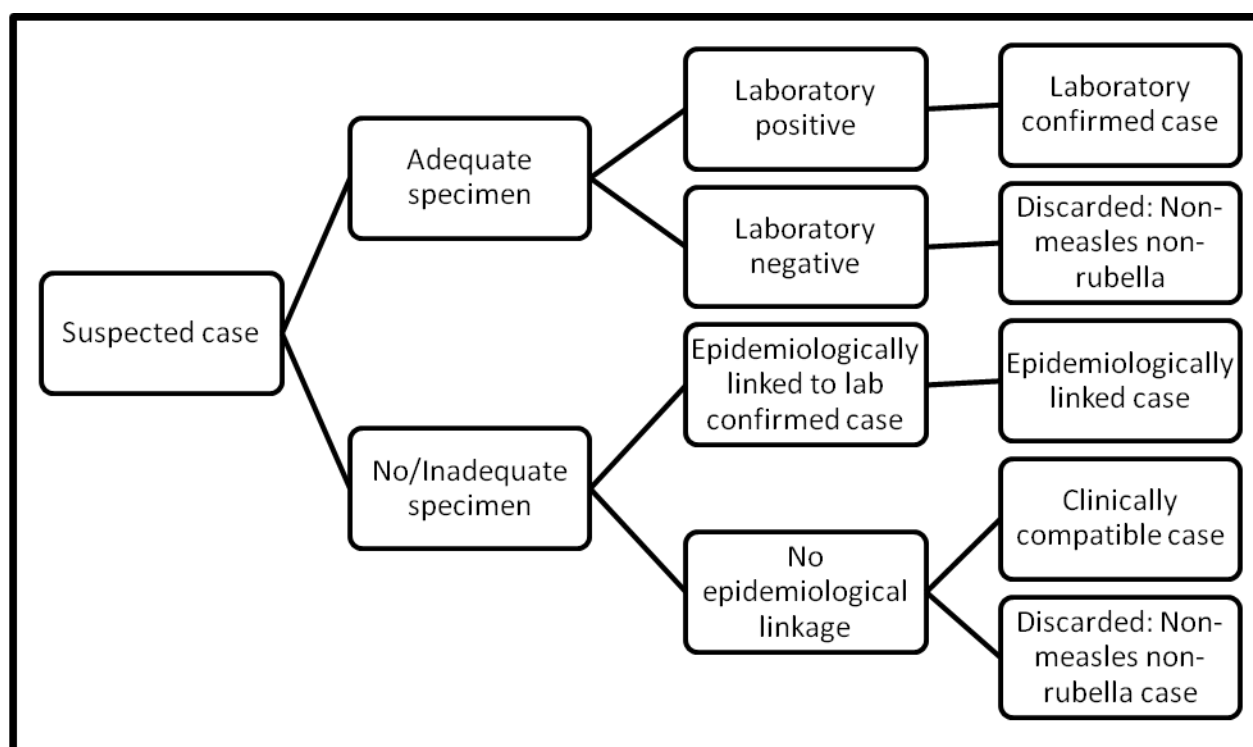 Suspected case
Adequate
specimen
No/Inadequate
specimen
Laboratory
positive
Laboratory
negative
Epidemiologically
linked to lab
confirmed case
No
epidemiological
linkage
Laboratory
confirmed case
Discarded: Non-
measles non-
rubella
Epidemiologically
linked case
Clinically
compatible case
Discarded: Non-
measles non-
rubella case